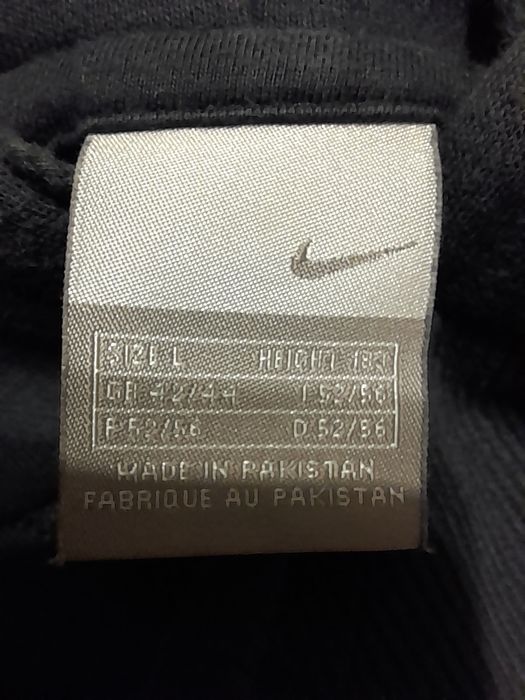 SIZE L HEIGHT 183
GB 42/44 I 52/56
F 52/56 D 52/56
MADE IN PAKISTAN
FABRIQUE AU PAKISTAN